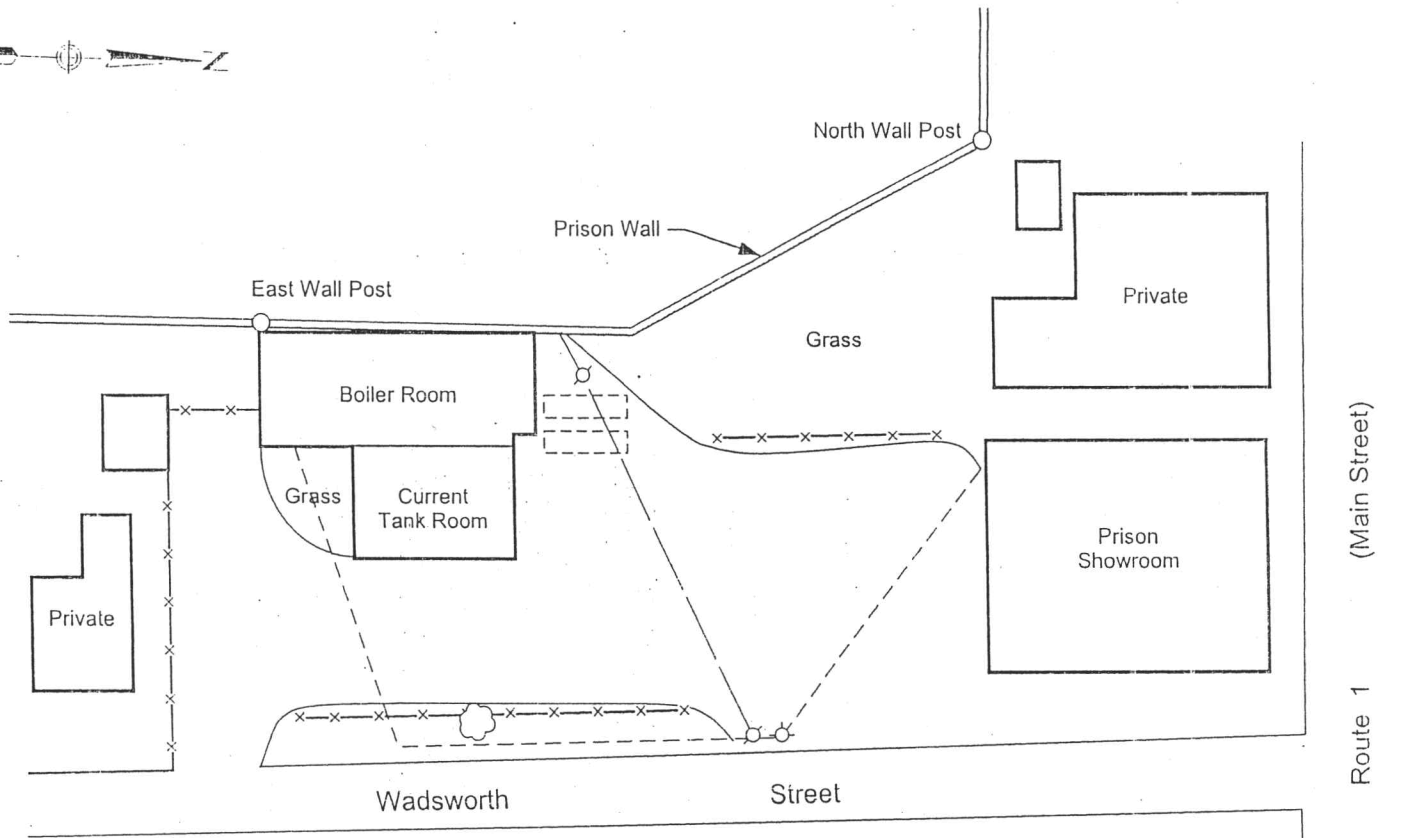 N
North Wall Post
Prison Wall
East Wall Post
Private
Grass
Boiler Room
(Main Street)
Grass
Current
Tank Room
Prison
Showroom
Private
Route 1
Wadsworth Street